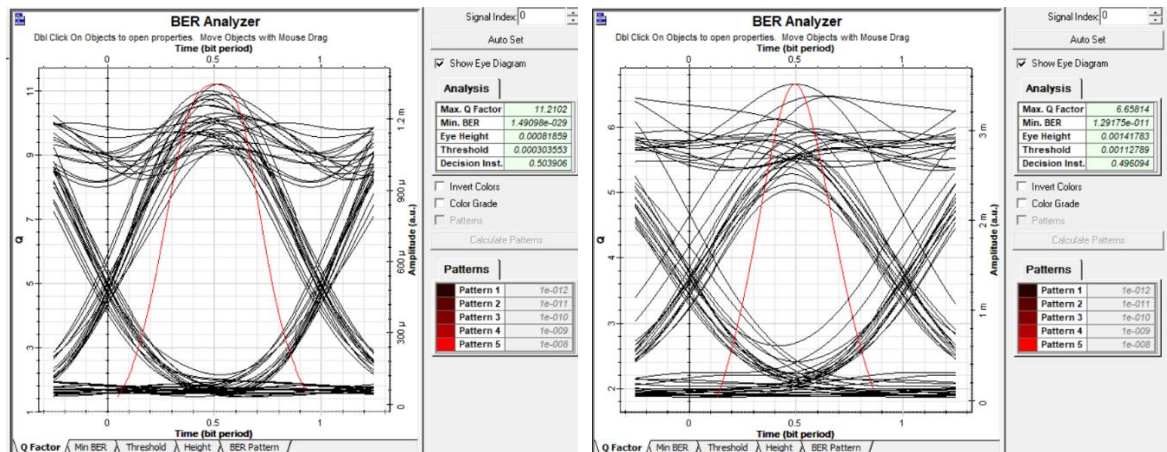 BER Analyzer
Dbl Click On Objects to open properties. Move Objects with Mouse Drag
Time (bit period)
0 0.5 1
11
9
7
5
3
1
Q
1.2 m
900 µ
600 µ
300 µ
0
Amplitude (a.u.)
0 0.5 1
Time (bit period)
Q Factor Min BER Threshold Height BER Pattern
Signal Index: 0
Auto Set
Show Eye Diagram
Analysis
Max. Q Factor 11.2102
Min. BER 1.49098e-029
Eye Height 0.00081859
Threshold 0.000303553
Decision Inst. 0.503906
Invert Colors
Color Grade
Patterns
Calculate Patterns
Patterns
Pattern 1 1e-012
Pattern 2 1e-011
Pattern 3 1e-010
Pattern 4 1e-009
Pattern 5 1e-008
BER Analyzer
Dbl Click On Objects to open properties. Move Objects with Mouse Drag
Time (bit period)
0 0.5 1
6
5
4
3
2
Q
3 m
2 m
1 m
0
Amplitude (a.u.)
0 0.5 1
Time (bit period)
Q Factor Min BER Threshold Height BER Pattern
Signal Index: 0
Auto Set
Show Eye Diagram
Analysis
Max. Q Factor 6.65814
Min. BER 1.29175e-011
Eye Height 0.00141783
Threshold 0.00112789
Decision Inst. 0.496094
Invert Colors
Color Grade
Patterns
Calculate Patterns
Patterns
Pattern 1 1e-012
Pattern 2 1e-011
Pattern 3 1e-010
Pattern 4 1e-009
Pattern 5 1e-008